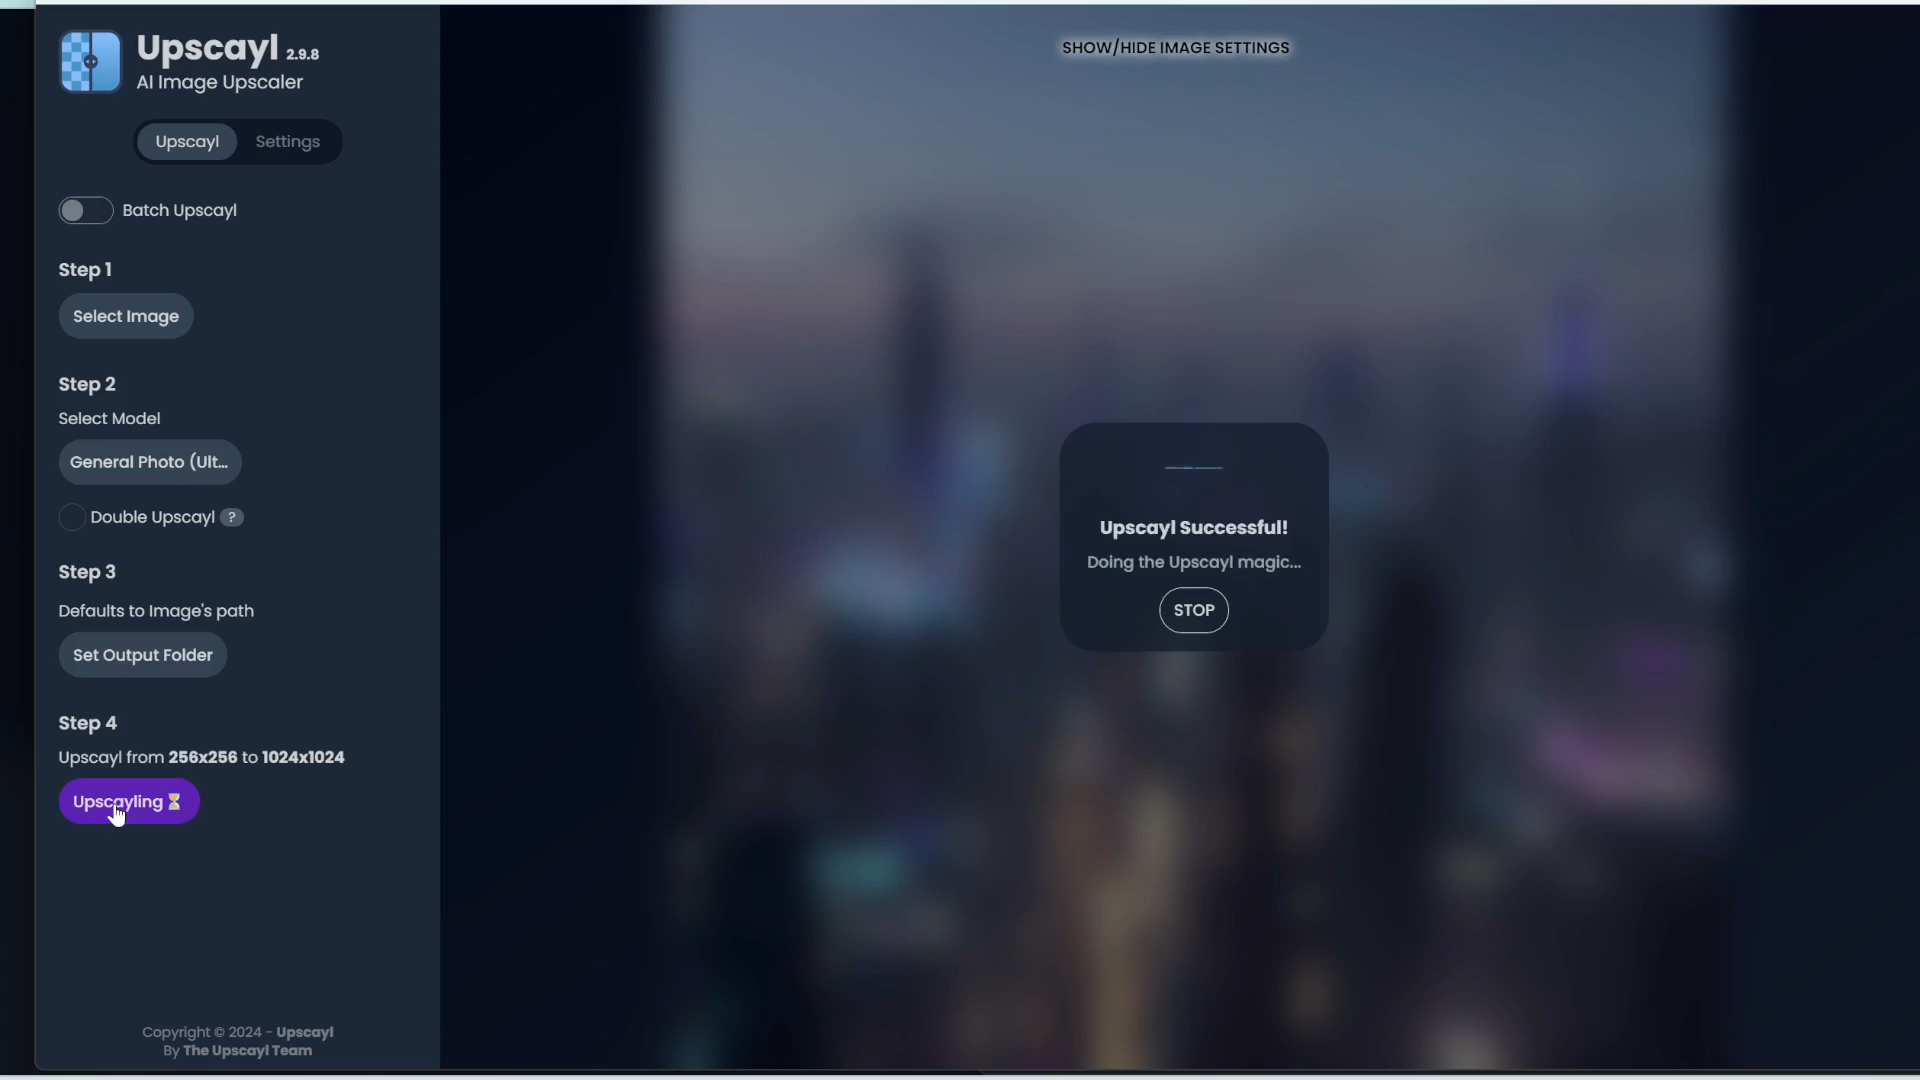 Upscayl 2.9.8
AI Image Upscaler
Upscayl Settings
Batch Upscayl
Step 1
Select Image
Step 2
Select Model
General Photo (Ult...
Double Upscayl ?
Step 3
Defaults to Image's path
Set Output Folder
Step 4
Upscayl from 256x256 to 1024x1024
Upscayling ⏳
Copyright © 2024 - Upscayl
By The Upscayl Team
SHOW/HIDE IMAGE SETTINGS
Upscayl Successful!
Doing the Upscayl magic...
STOP